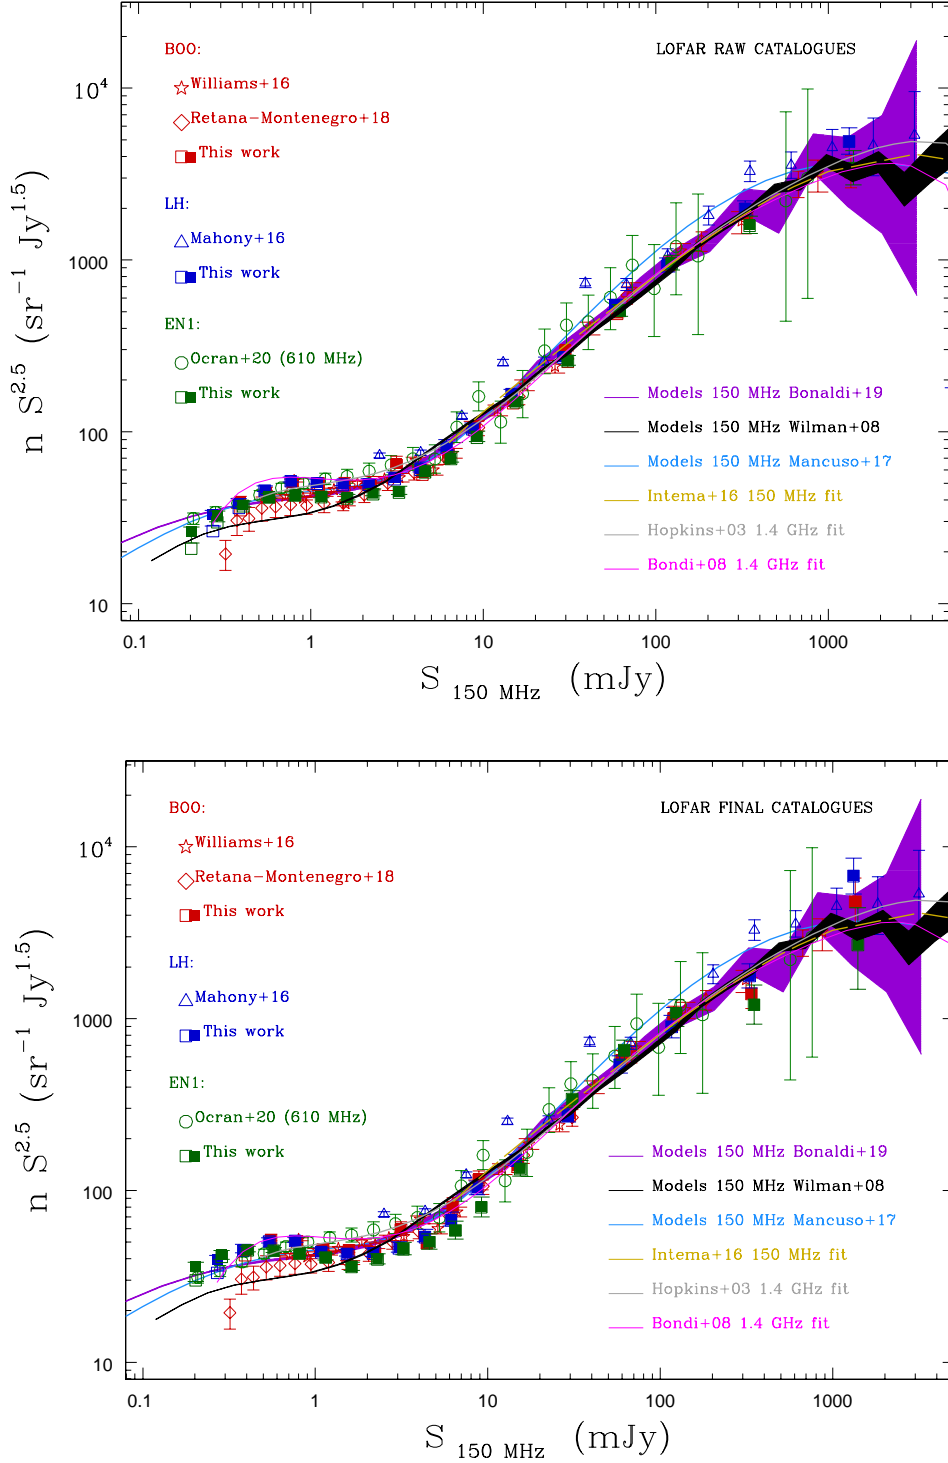 BOO:
LOFAR RAW CATALOGUES
Williams+16
Retana-Montenegro+18
This work
LH:
Mahony+16
This work
EN1:
Ocran+20 (610 MHz)
This work
Models 150 MHz Bonaldi+19
Models 150 MHz Wilman+08
Models 150 MHz Mancuso+17
Intema+16 150 MHz fit
Hopkins+03 1.4 GHz fit
Bondi+08 1.4 GHz fit
n S^2.5 (sr^−1 Jy^1.5)
10^4
1000
100
10
0.1 1 10 100 1000
S 150 MHz (mJy)
BOO:
LOFAR FINAL CATALOGUES
Williams+16
Retana-Montenegro+18
This work
LH:
Mahony+16
This work
EN1:
Ocran+20 (610 MHz)
This work
Models 150 MHz Bonaldi+19
Models 150 MHz Wilman+08
Models 150 MHz Mancuso+17
Intema+16 150 MHz fit
Hopkins+03 1.4 GHz fit
Bondi+08 1.4 GHz fit
n S^2.5 (sr^−1 Jy^1.5)
10^4
1000
100
10
0.1 1 10 100 1000
S 150 MHz (mJy)